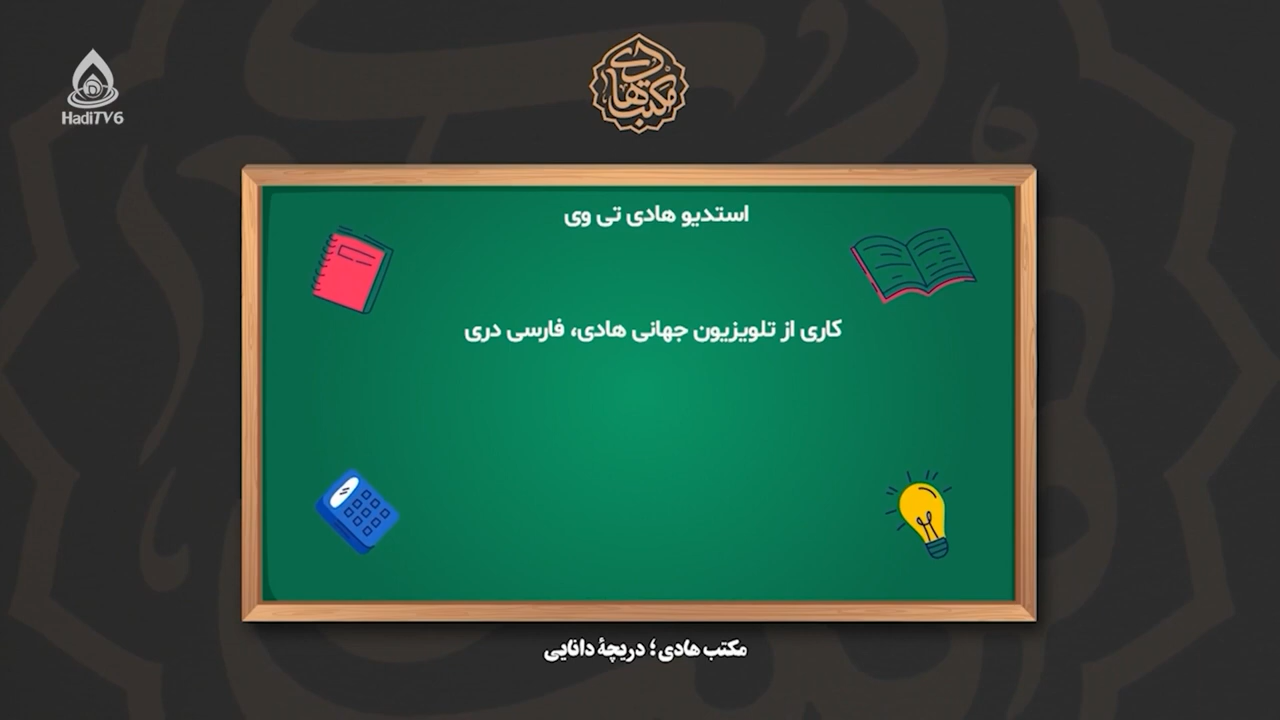 HadiTV6
مکتب هادی
استدیو هادی تی وی
کاری از تلویزیون جهانی هادی، فارسی دری
مکتب هادی؛ دریچهٔ دانایی